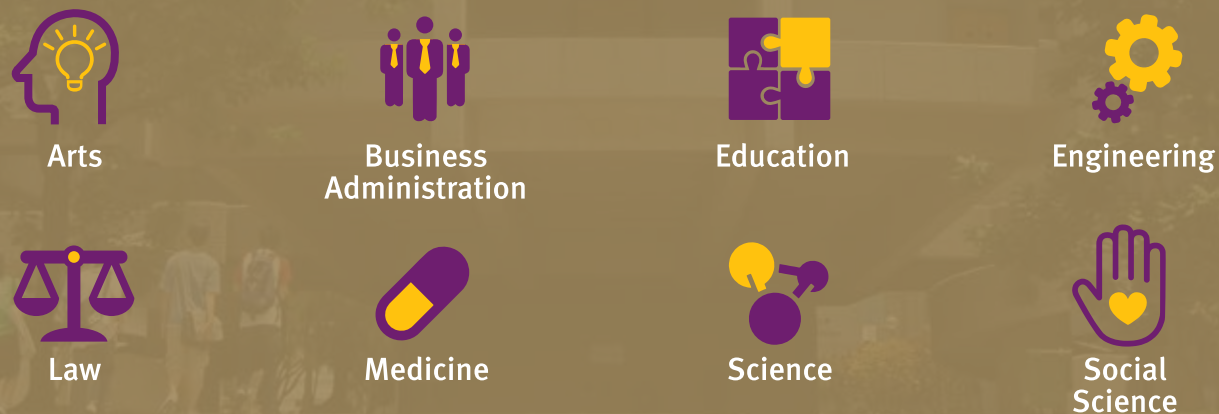 Arts
Business
Administration
Education
Engineering
Law
Medicine
Science
Social
Science